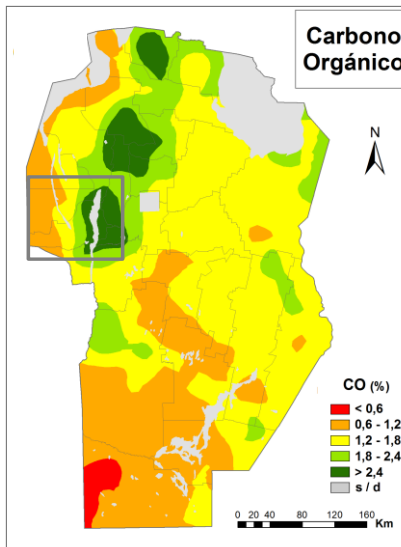 Carbono
Orgánico
N
CO (%)
< 0,6
0,6 - 1,2
1,2 - 1,8
1,8 - 2,4
> 2,4
s / d
0 20 40 80 120 160
Km